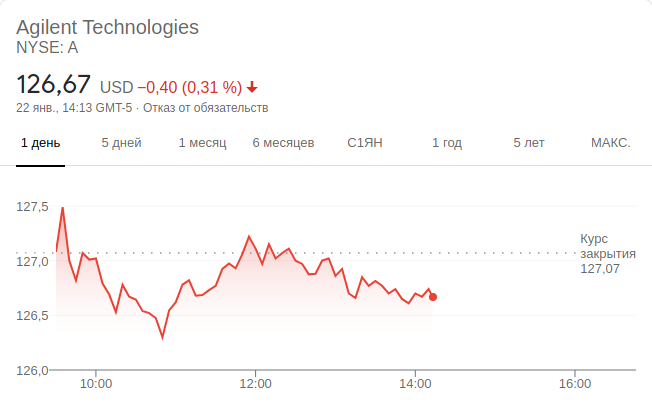 Agilent Technologies
NYSE: A
126,67 USD −0,40 (0,31 %)
22 янв., 14:13 GMT-5 · Отказ от обязательств
1 день 5 дней 1 месяц 6 месяцев С1ЯН 1 год 5 лет МАКС.
127,5
127,0
126,5
126,0
Курс
закрытия
127,07
10:00 12:00 14:00 16:00